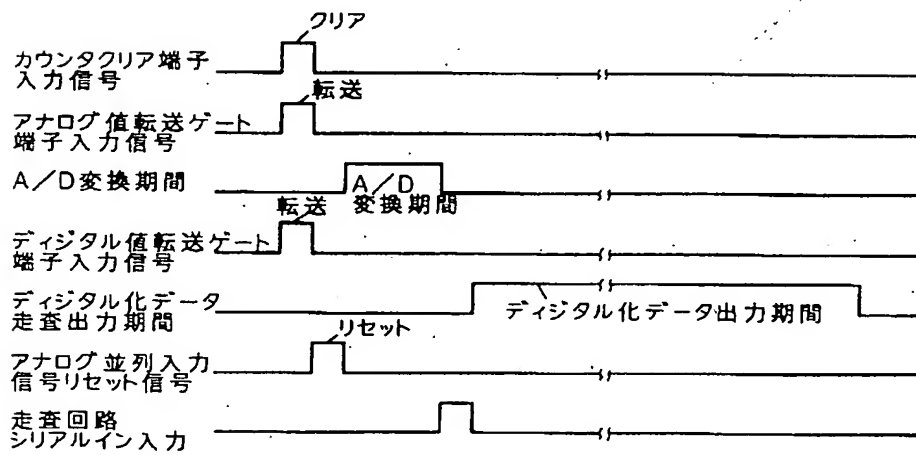 クリア
カウンタクリア端子
入力信号
転送
アナログ値転送ゲート
端子入力信号
A/D変換期間
A/D
変換期間
転送
ディジタル値転送ゲート
端子入力信号
ディジタル化データ
走査出力期間
ディジタル化データ出力期間
リセット
アナログ並列入力
信号リセット信号
走査回路
シリアルイン入力